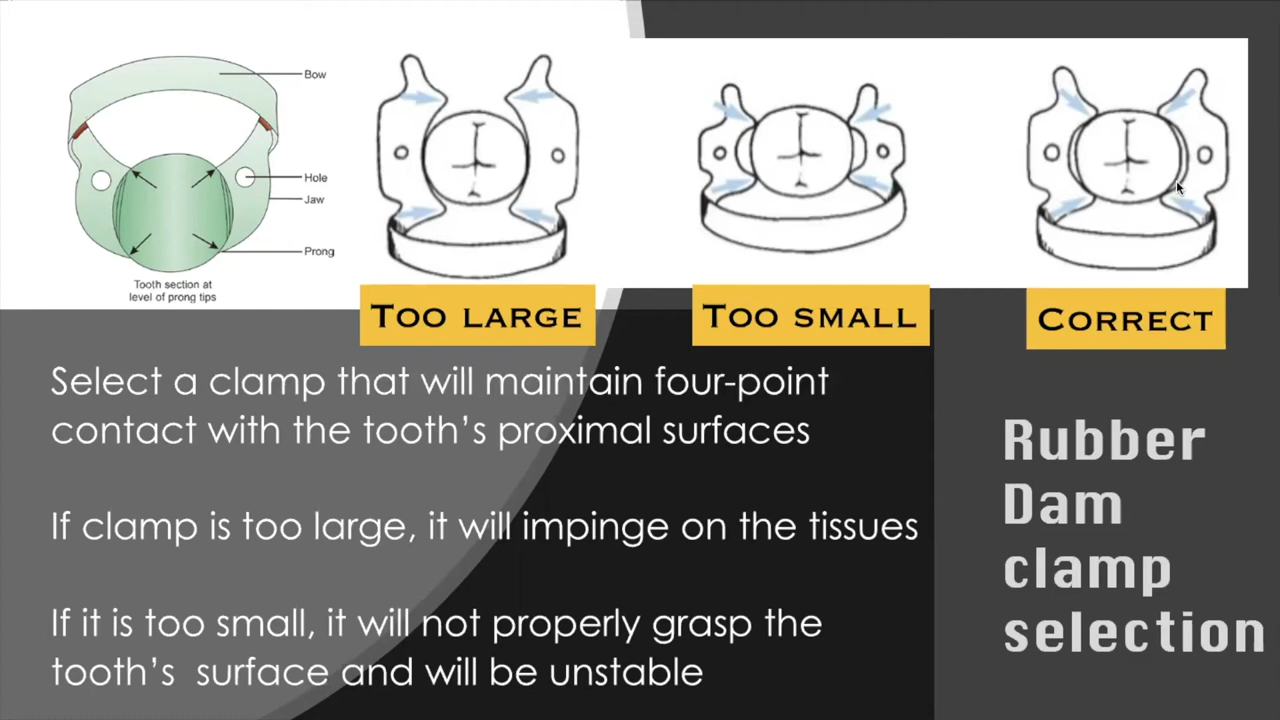 Bow
Hole
Jaw
Prong
Tooth section at
level of prong tips
Too large
Too small
Correct
Select a clamp that will maintain four-point
contact with the tooth’s proximal surfaces
If clamp is too large, it will impinge on the tissues
If it is too small, it will not properly grasp the
tooth’s surface and will be unstable
Rubber
Dam
clamp
selection